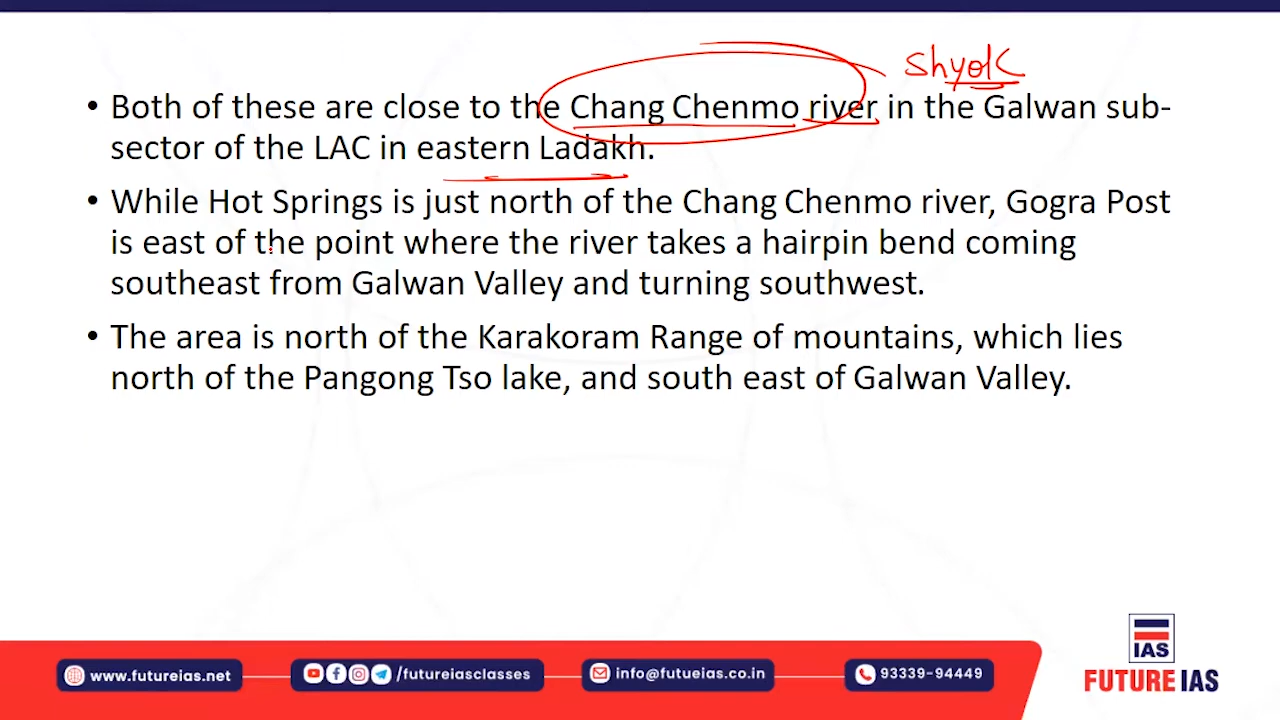 Shyok
• Both of these are close to the Chang Chenmo river in the Galwan sub-
sector of the LAC in eastern Ladakh.
• While Hot Springs is just north of the Chang Chenmo river, Gogra Post
is east of the point where the river takes a hairpin bend coming
southeast from Galwan Valley and turning southwest.
• The area is north of the Karakoram Range of mountains, which lies
north of the Pangong Tso lake, and south east of Galwan Valley.
IAS
FUTURE IAS
www.futureias.net
/futureiasclasses
info@futueias.co.in
93339-94449